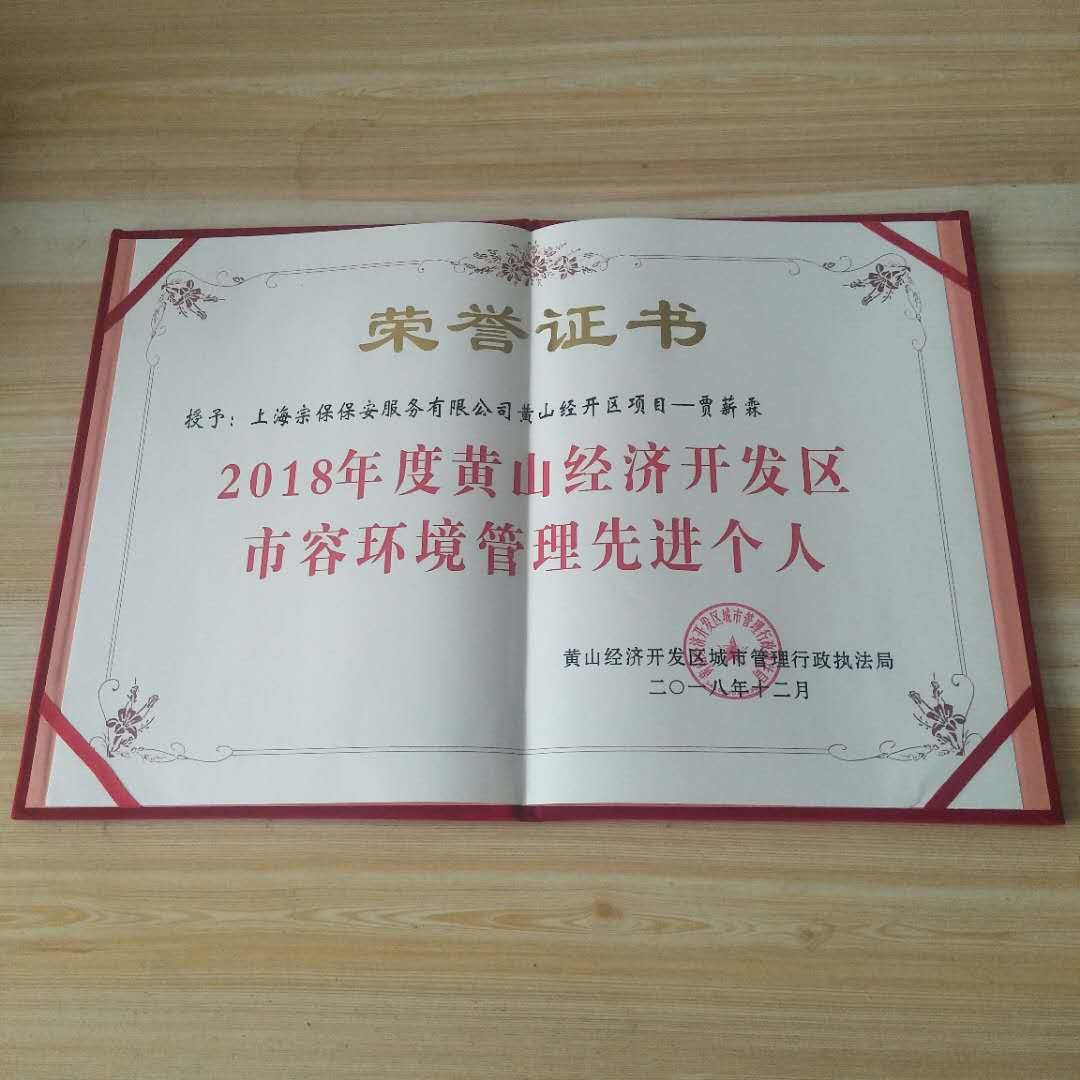 荣誉证书
授予：上海宗保保安服务有限公司黄山经开区项目—贾薪霖
2018年度黄山经济开发区
市容环境管理先进个人
黄山经济开发区城市管理行政执法局
二〇一八年十二月